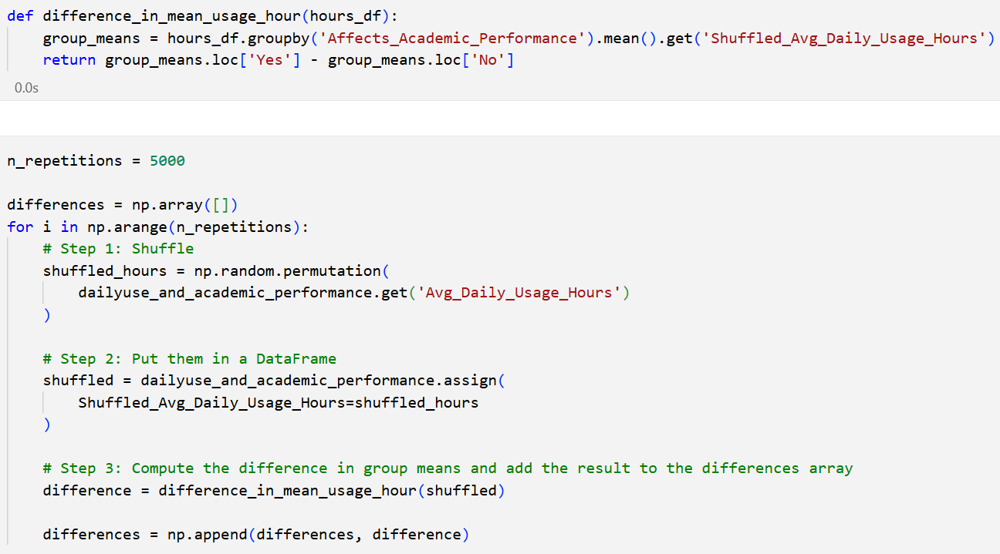 def difference_in_mean_usage_hour(hours_df):
    group_means = hours_df.groupby('Affects_Academic_Performance').mean().get('Shuffled_Avg_Daily_Usage_Hours')
    return group_means.loc['Yes'] - group_means.loc['No']
0.0s
n_repetitions = 5000
differences = np.array([])
for i in np.arange(n_repetitions):
    # Step 1: Shuffle
    shuffled_hours = np.random.permutation(
        dailyuse_and_academic_performance.get('Avg_Daily_Usage_Hours')
    )
    # Step 2: Put them in a DataFrame
    shuffled = dailyuse_and_academic_performance.assign(
        Shuffled_Avg_Daily_Usage_Hours=shuffled_hours
    )
    # Step 3: Compute the difference in group means and add the result to the differences array
    difference = difference_in_mean_usage_hour(shuffled)
    differences = np.append(differences, difference)